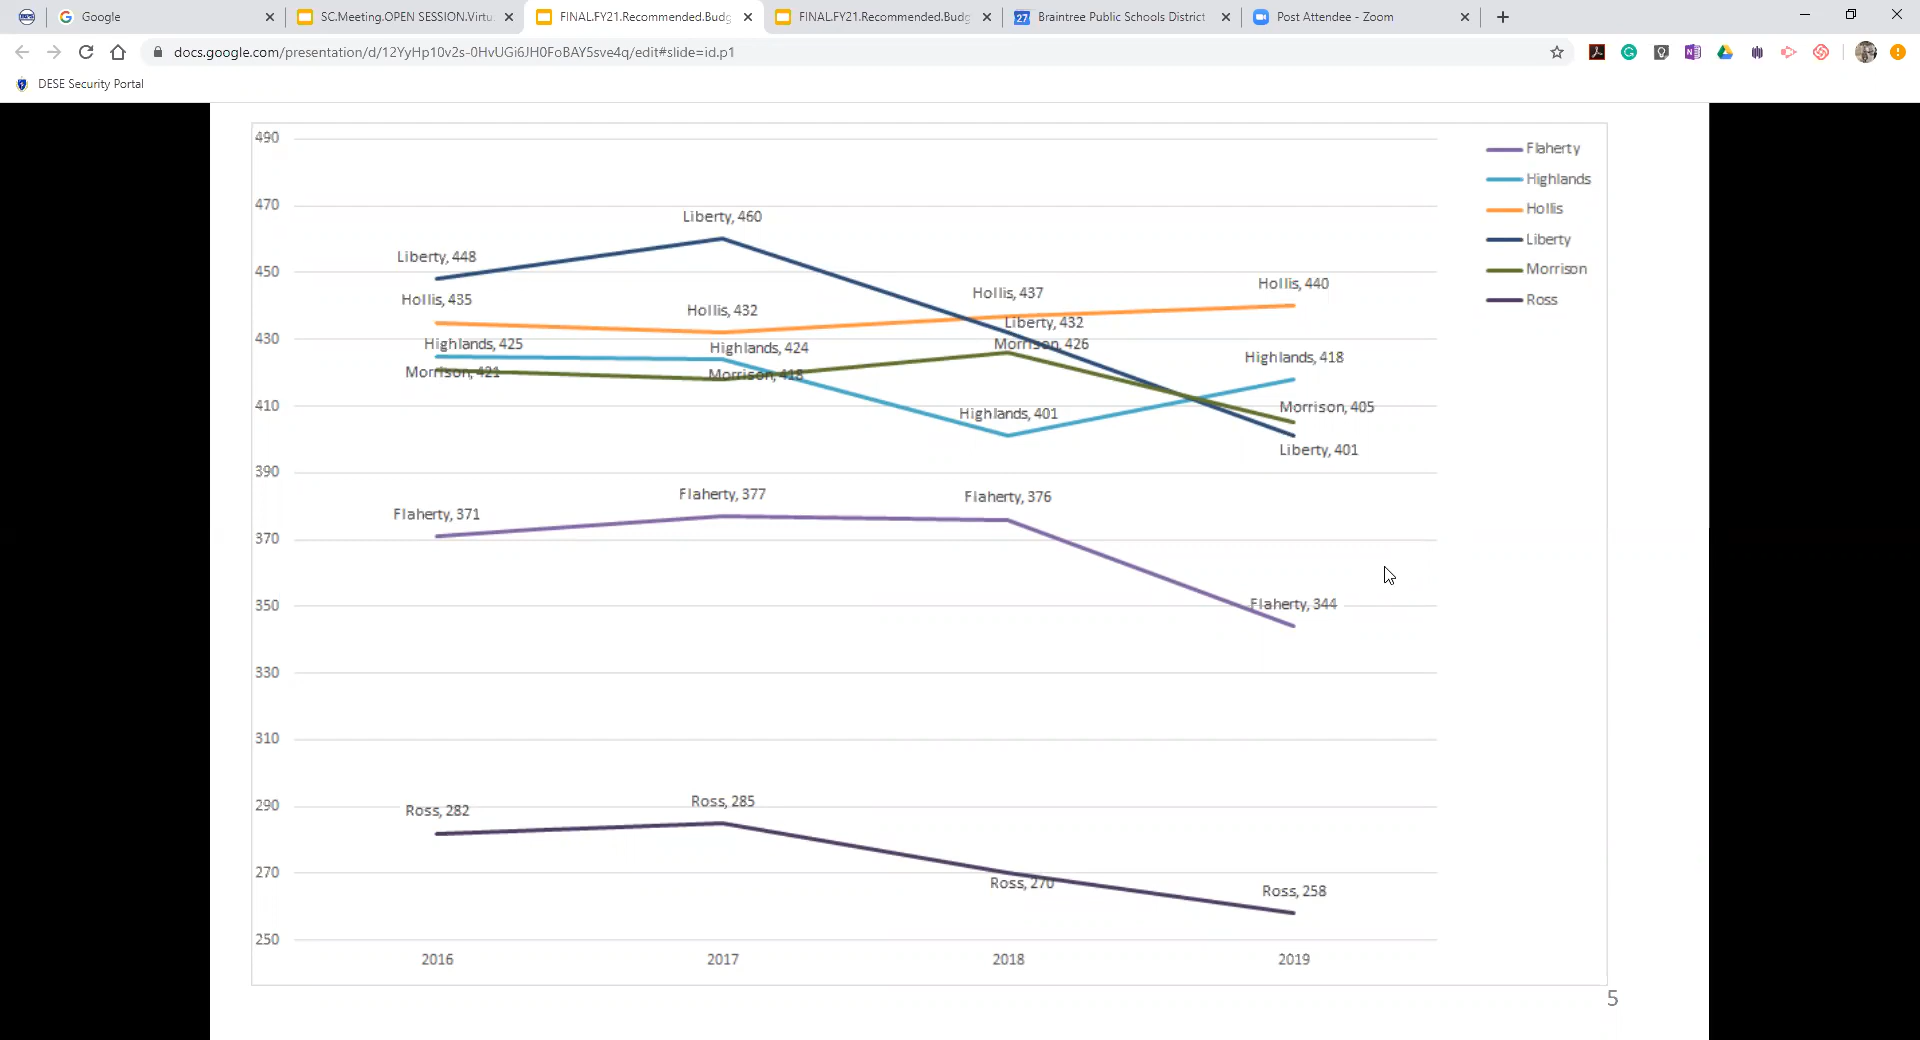 Google
SC.Meeting.OPEN SESSION.Virtu
FINAL.FY21.Recommended.Budg
FINAL.FY21.Recommended.Budg
27
Braintree Public Schools District
Post Attendee - Zoom
docs.google.com/presentation/d/12YyHp10v2s-0HvUGi6JH0FoBAY5sve4q/edit#slide=id.p1
DESE Security Portal
490
470
450
430
410
390
370
350
330
310
290
270
250
Flaherty
Highlands
Hollis
Liberty
Morrison
Ross
Liberty, 448
Liberty, 460
Hollis, 435
Hollis, 432
Hollis, 437
Hollis, 440
Liberty, 432
Highlands, 425
Highlands, 424
Morrison, 426
Highlands, 418
Morrison, 421
Morrison, 418
Highlands, 401
Morrison, 405
Liberty, 401
Flaherty, 371
Flaherty, 377
Flaherty, 376
Flaherty, 344
Ross, 282
Ross, 285
Ross, 270
Ross, 258
2016
2017
2018
2019
5